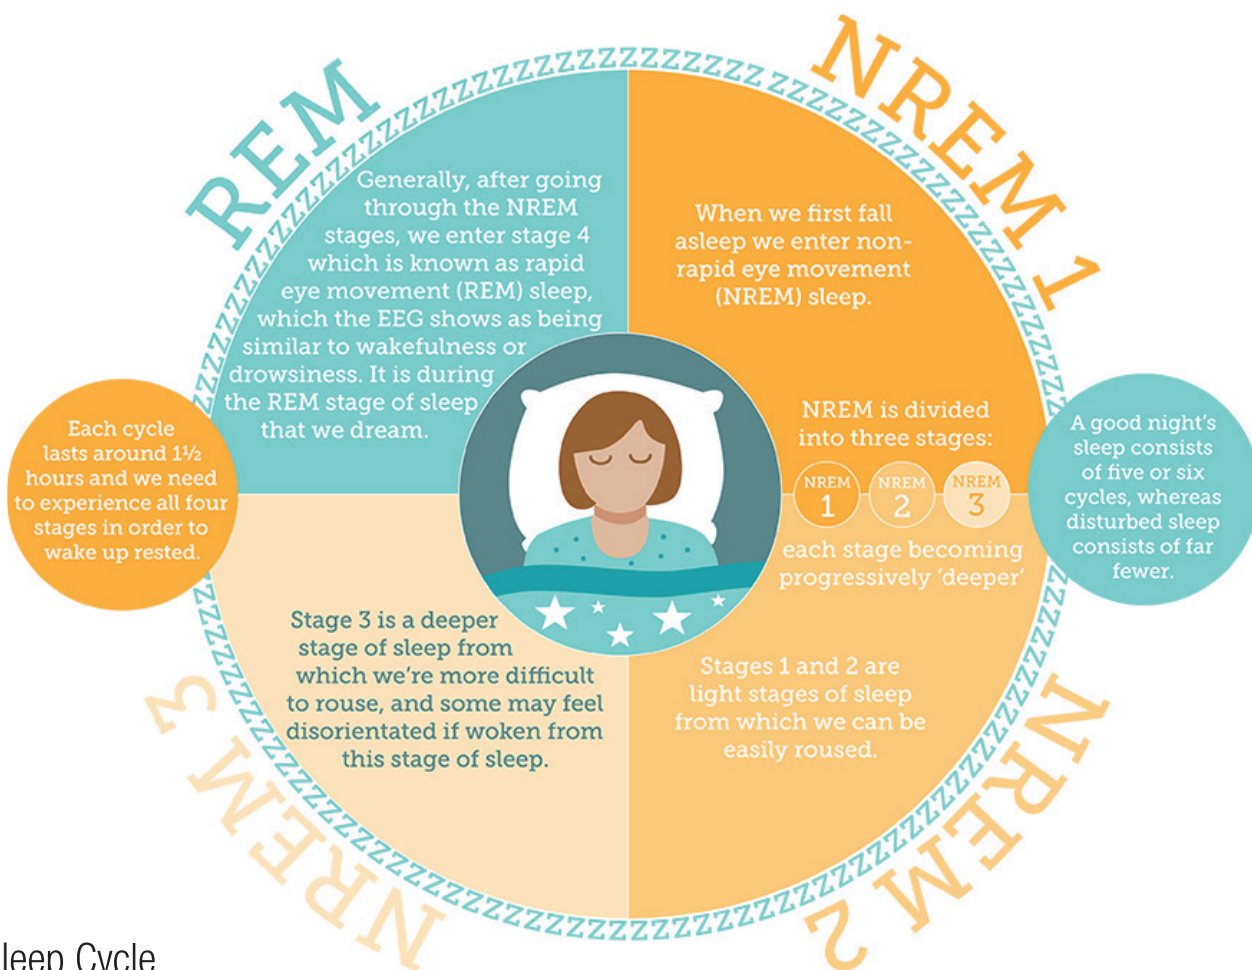 REM
Generally, after going
through the NREM
stages, we enter stage 4
which is known as rapid
eye movement (REM) sleep,
which the EEG shows as being
similar to wakefulness or
drowsiness. It is during
the REM stage of sleep
that we dream.
NREM 1
When we first fall
asleep we enter non-
rapid eye movement
(NREM) sleep.
NREM is divided
into three stages:
NREM
1
NREM
2
NREM
3
each stage becoming
progressively ‘deeper’
A good night’s
sleep consists
of five or six
cycles, whereas
disturbed sleep
consists of far
fewer.
NREM 2
Stages 1 and 2 are
light stages of sleep
from which we can be
easily roused.
NREM 3
Stage 3 is a deeper
stage of sleep from
which we’re more difficult
to rouse, and some may feel
disorientated if woken from
this stage of sleep.
Each cycle
lasts around 1½
hours and we need
to experience all four
stages in order to
wake up rested.
leep Cycle
ZZZZZZZZZZZZZZZZZZZZ